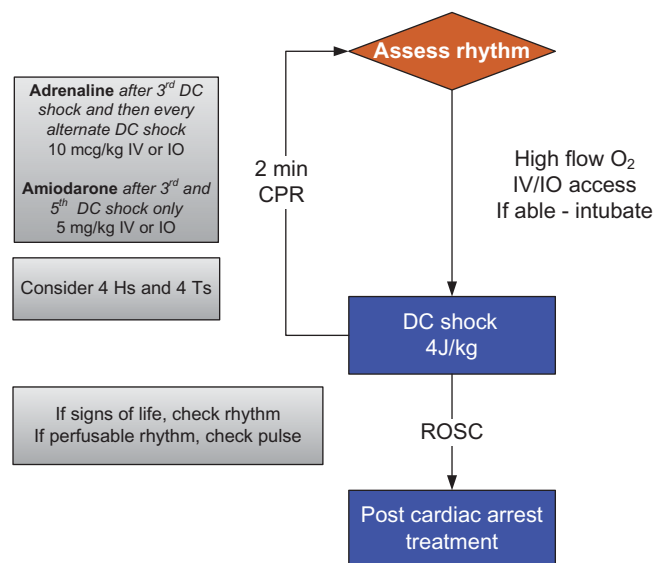 Assess rhythm
Adrenaline after 3rd DC
shock and then every
alternate DC shock
10 mcg/kg IV or IO
Amiodarone after 3rd and
5th DC shock only
5 mg/kg IV or IO
2 min
CPR
High flow O2
IV/IO access
If able - intubate
Consider 4 Hs and 4 Ts
DC shock
4J/kg
If signs of life, check rhythm
If perfusable rhythm, check pulse
ROSC
Post cardiac arrest
treatment